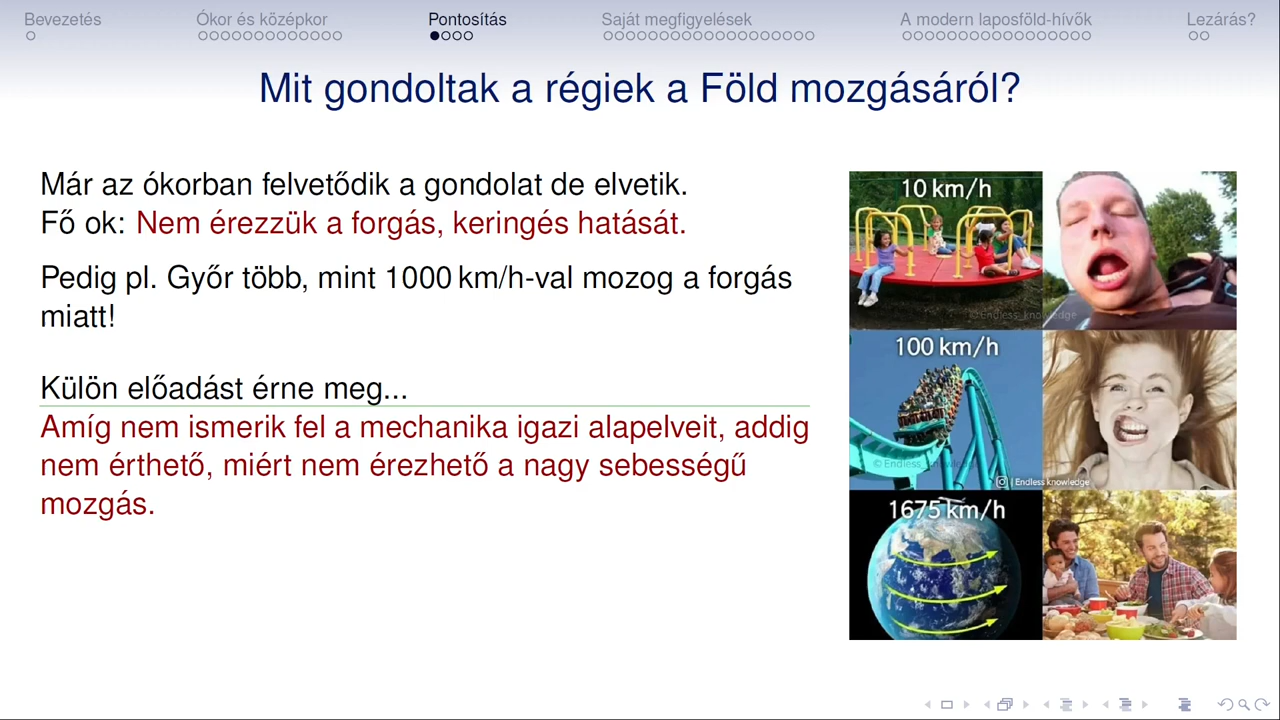 Bevezetés
Ókor és középkor
Pontosítás
Saját megfigyelések
A modern laposföld-hívők
Lezárás?
Mit gondoltak a régiek a Föld mozgásáról?
Már az ókorban felvetődik a gondolat de elvetik.
Fő ok: Nem érezzük a forgás, keringés hatását.
Pedig pl. Győr több, mint 1000 km/h-val mozog a forgás
miatt!
Külön előadást érne meg...
Amíg nem ismerik fel a mechanika igazi alapelveit, addig
nem érthető, miért nem érezhető a nagy sebességű
mozgás.
10 km/h
© Endless_knowledge
100 km/h
© Endless_knowledge
| Endless knowledge
1675 km/h